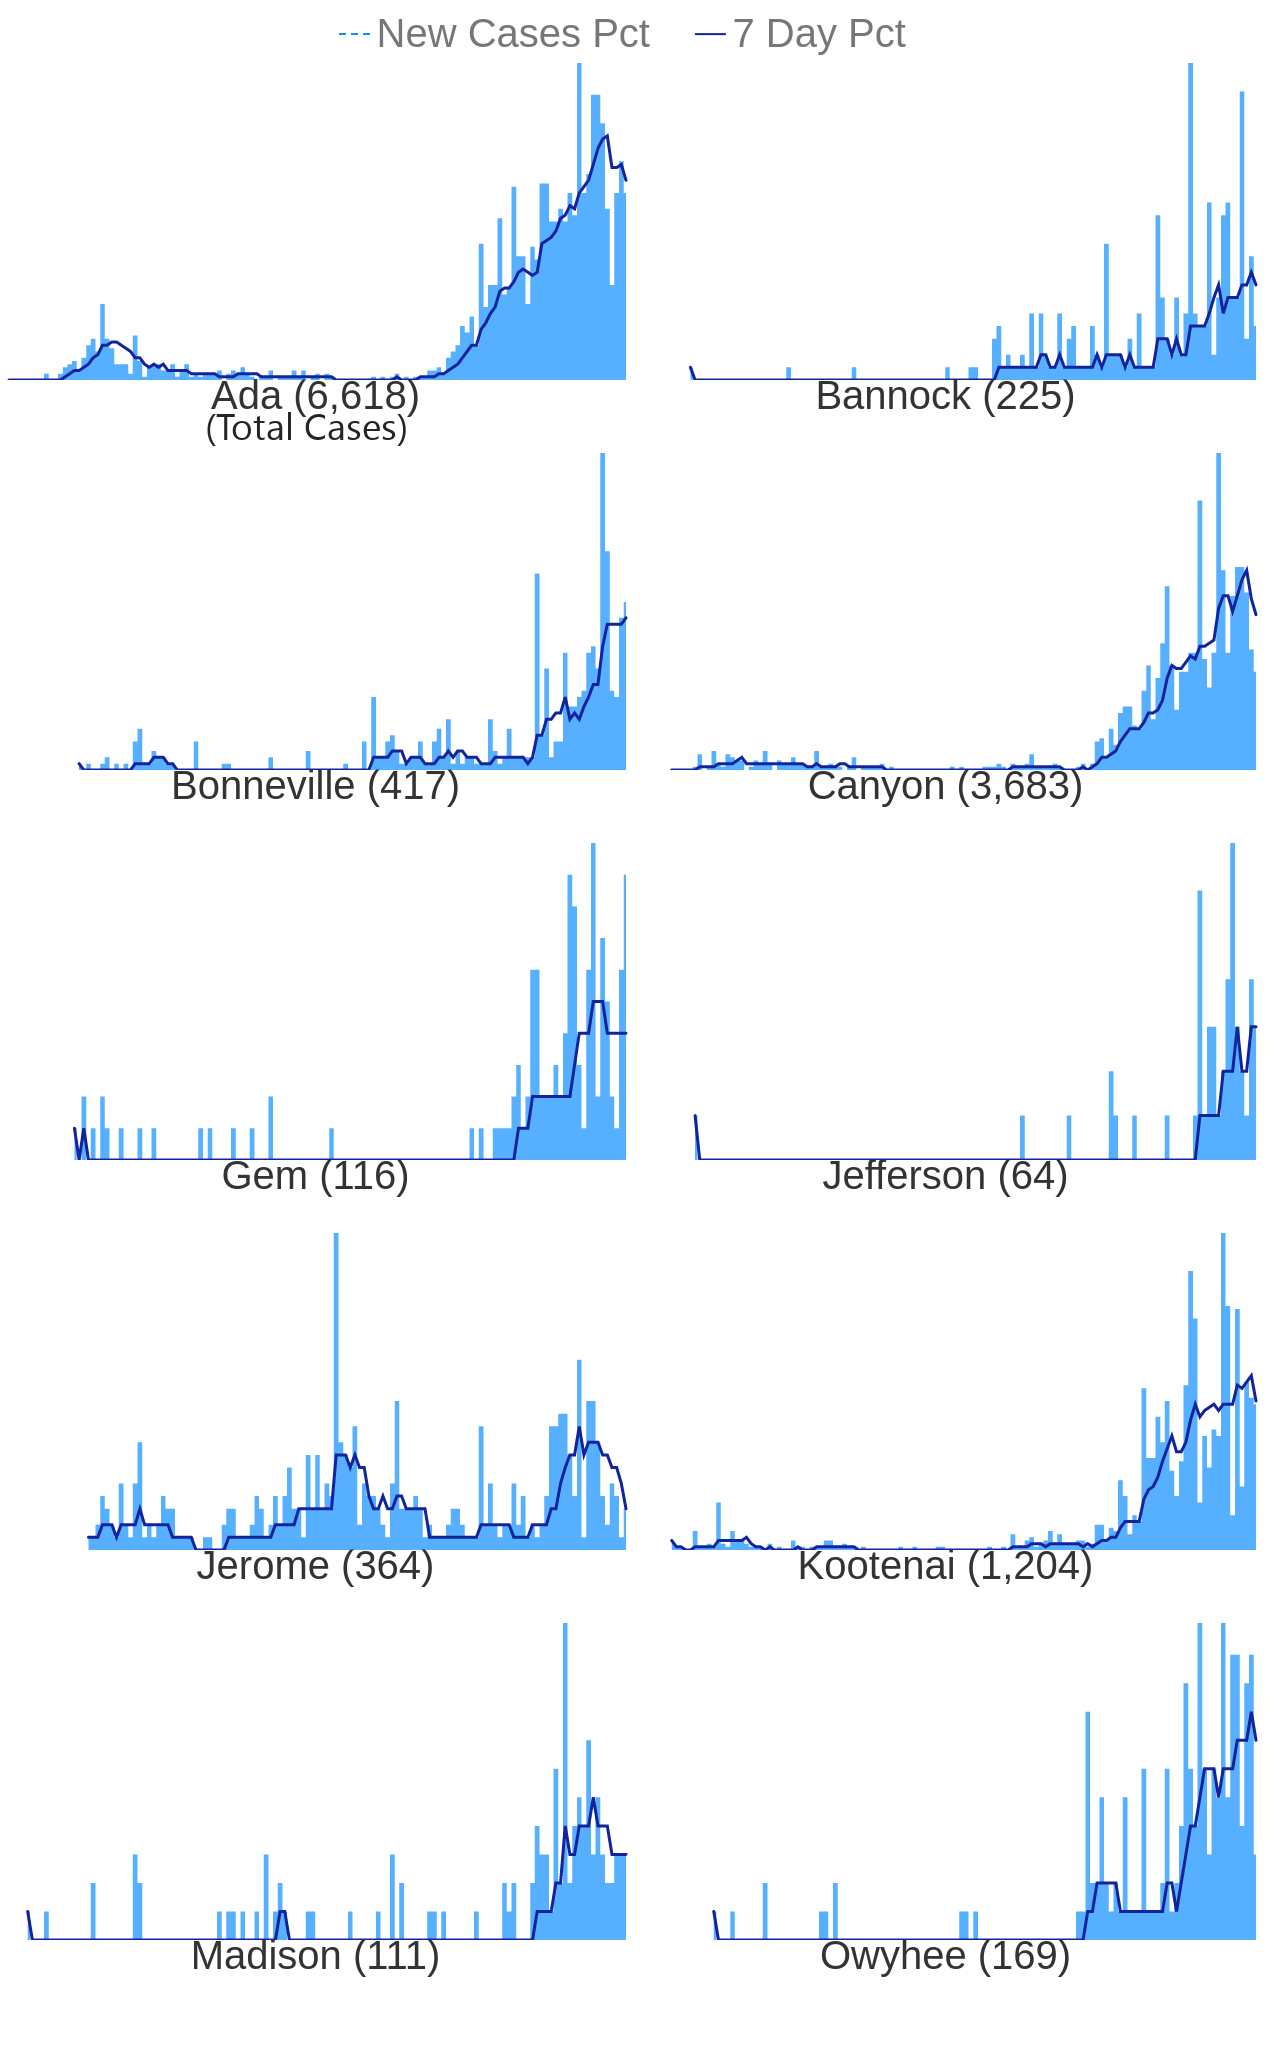 New Cases Pct 7 Day Pct
Ada (6,618) Bannock (225)
(Total Cases)
Bonneville (417) Canyon (3,683)
Gem (116) Jefferson (64)
Jerome (364) Kootenai (1,204)
Madison (111) Owyhee (169)